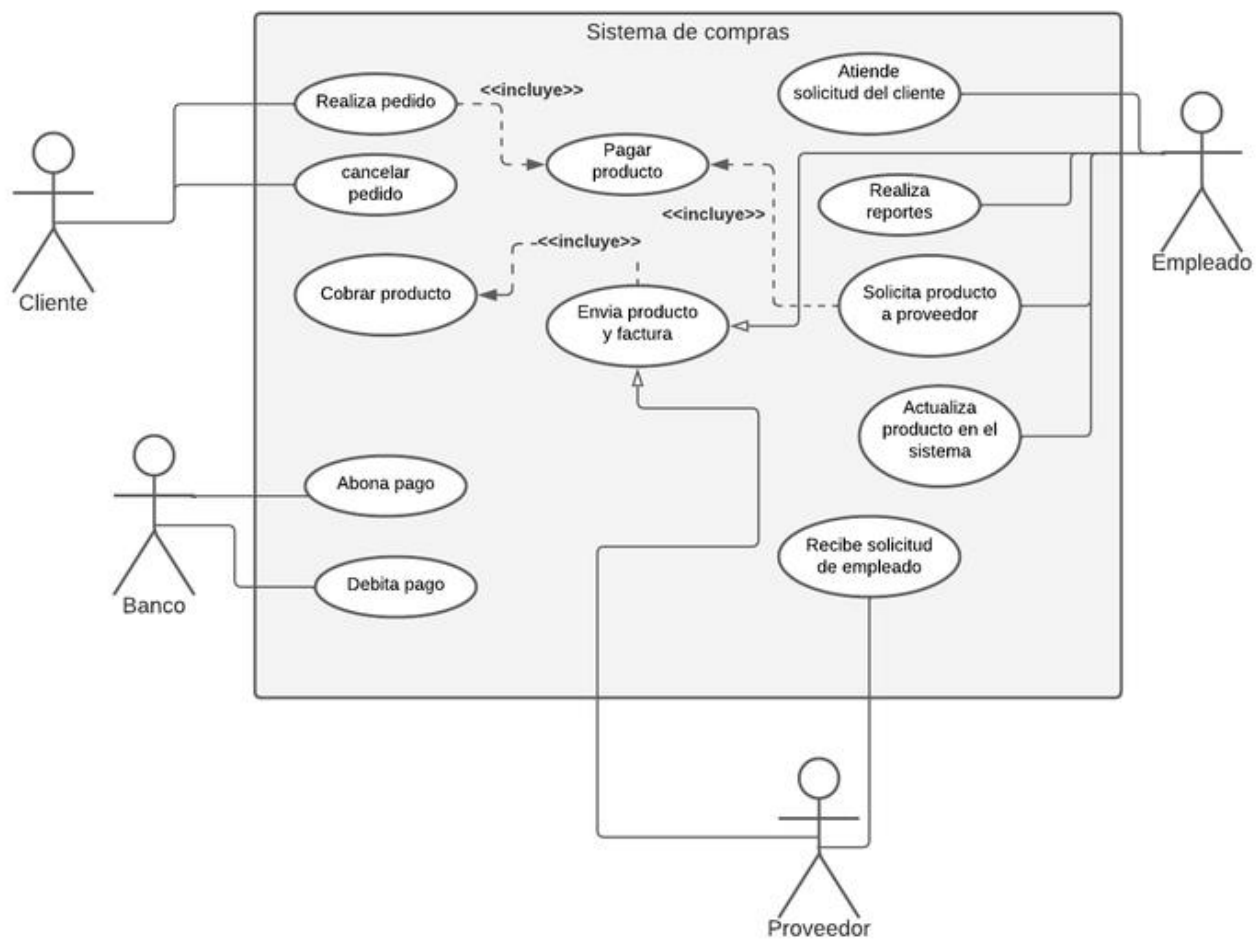 Sistema de compras
Realiza pedido
<<incluye>>
Atiende
solicitud del cliente
Pagar
producto
cancelar
pedido
Realiza
reportes
<<incluye>>
<<incluye>>
Cliente
Empleado
Cobrar producto
Envia producto
y factura
Solicita producto
a proveedor
Actualiza
producto en el
sistema
Abona pago
Debita pago
Banco
Recibe solicitud
de empleado
Proveedor